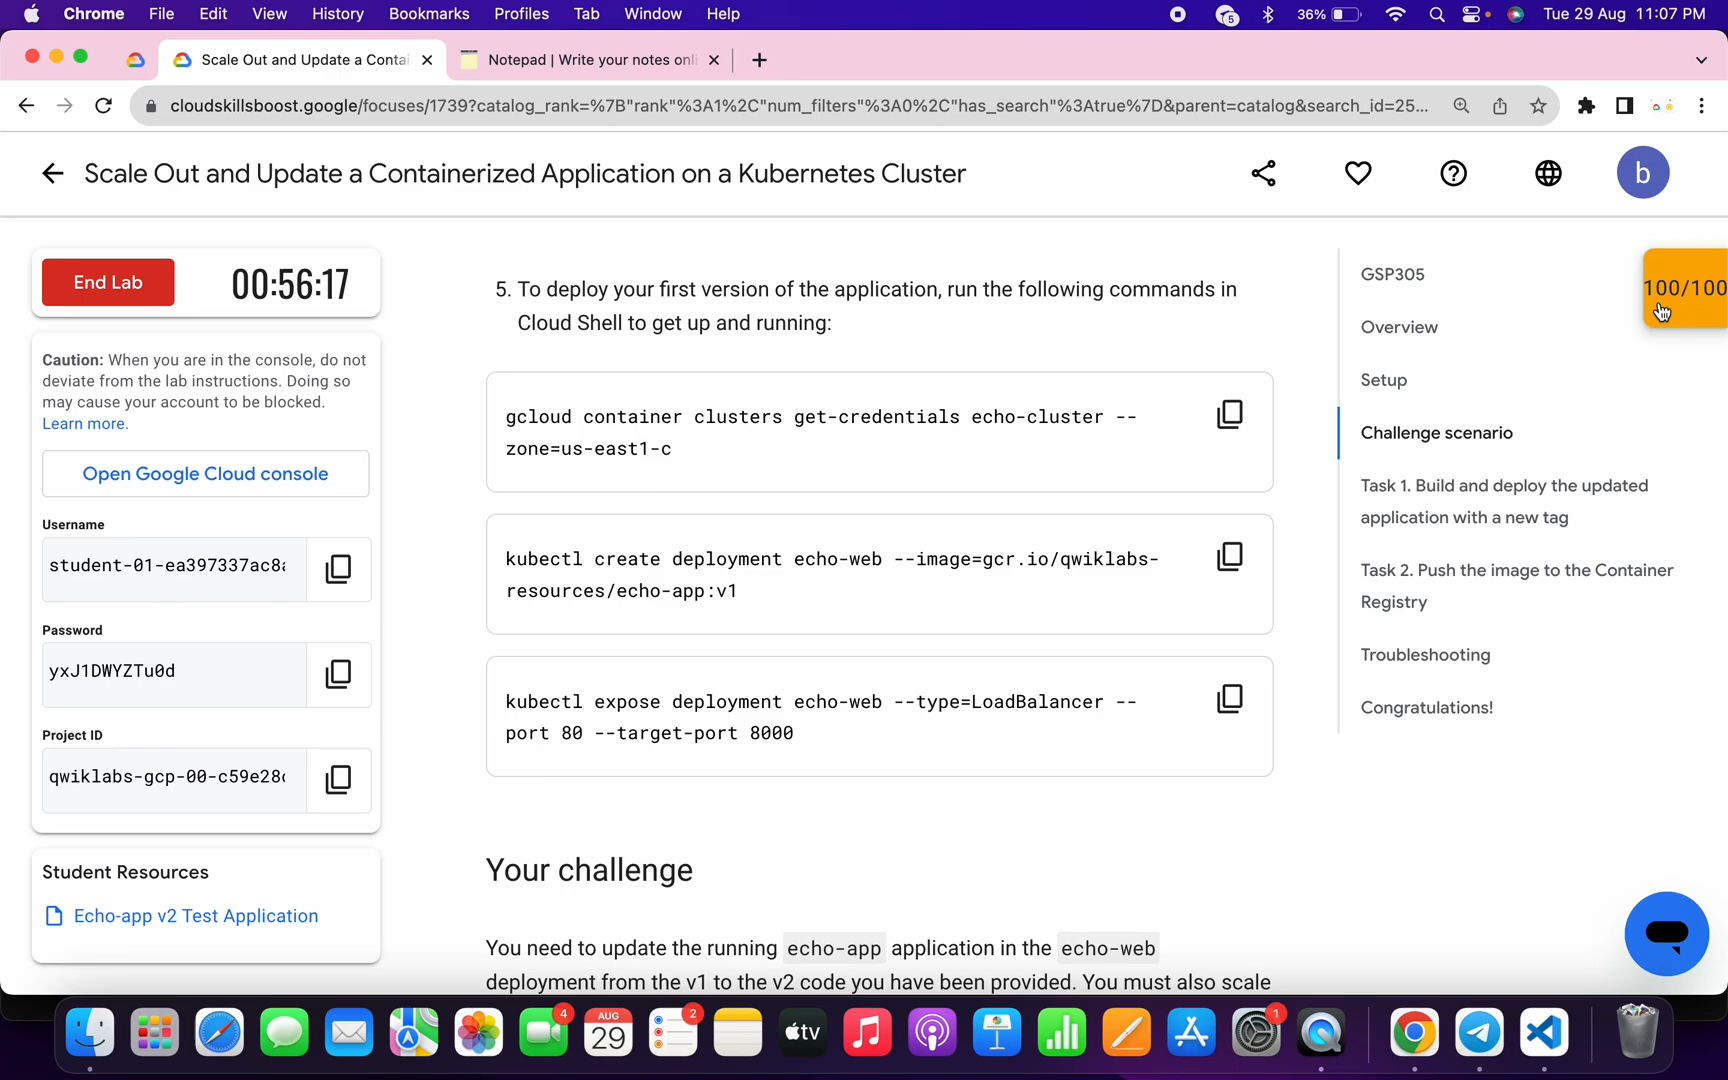 Chrome File Edit View History Bookmarks Profiles Tab Window Help 5 36% Tue 29 Aug 11:07 PM
Scale Out and Update a Contai Notepad | Write your notes onl
cloudskillsboost.google/focuses/1739?catalog_rank=%7B"rank"%3A1%2C"num_filters"%3A0%2C"has_search"%3Atrue%7D&parent=catalog&search_id=25...
Scale Out and Update a Containerized Application on a Kubernetes Cluster b
End Lab 00:56:17
Caution: When you are in the console, do not
deviate from the lab instructions. Doing so
may cause your account to be blocked.
Learn more.
Open Google Cloud console
Username
student-01-ea397337ac8
Password
yxJ1DWYZTu0d
Project ID
qwiklabs-gcp-00-c59e28
Student Resources
Echo-app v2 Test Application
5. To deploy your first version of the application, run the following commands in
Cloud Shell to get up and running:
gcloud container clusters get-credentials echo-cluster --
zone=us-east1-c
kubectl create deployment echo-web --image=gcr.io/qwiklabs-
resources/echo-app:v1
kubectl expose deployment echo-web --type=LoadBalancer --
port 80 --target-port 8000
Your challenge
You need to update the running echo-app application in the echo-web
deployment from the v1 to the v2 code you have been provided. You must also scale
GSP305
Overview
Setup
Challenge scenario
Task 1. Build and deploy the updated
application with a new tag
Task 2. Push the image to the Container
Registry
Troubleshooting
Congratulations!
100/100
4 AUG 29 2 tv 1